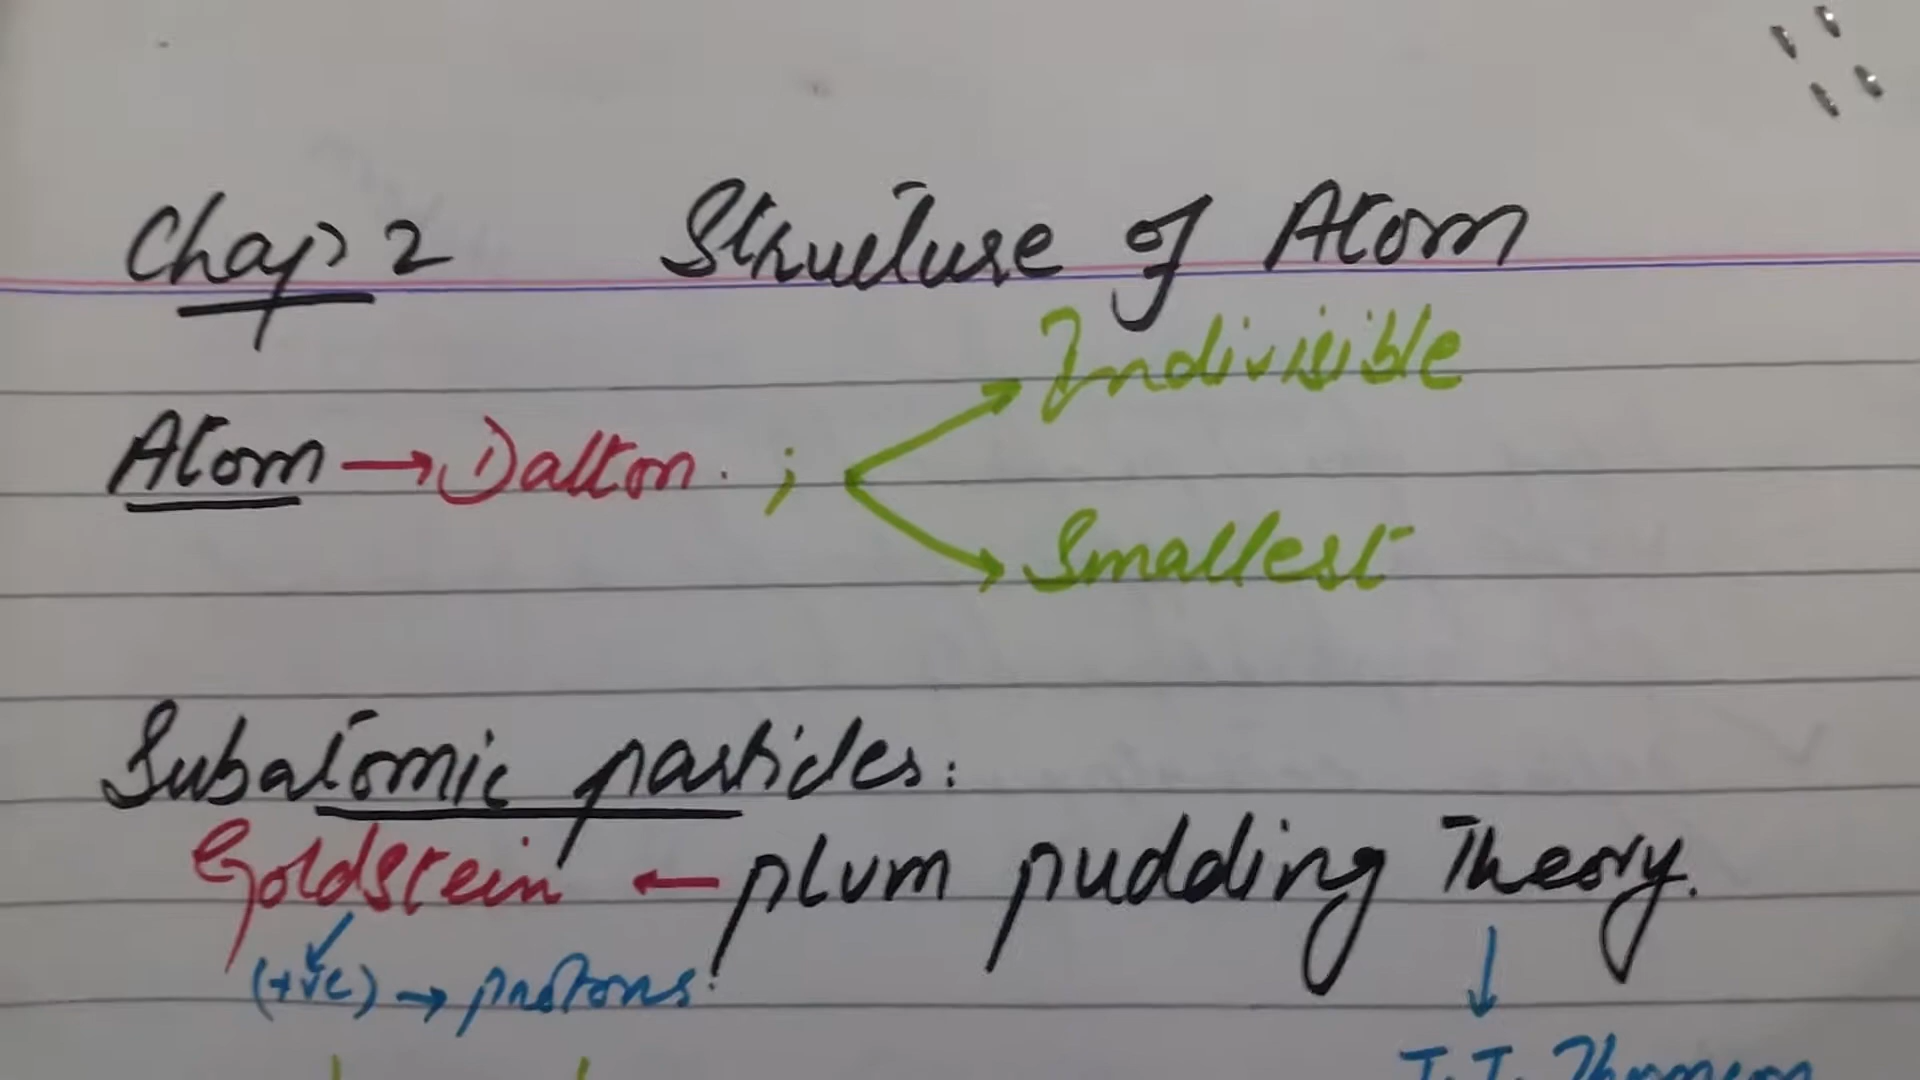 Chap 2 Structure of Atom
Indivisible
Atom → Dalton. ;
Smallest
Subatomic particles:
Goldstein ← plum pudding Theory.
(+ve) → protons.
J.J. Thomson